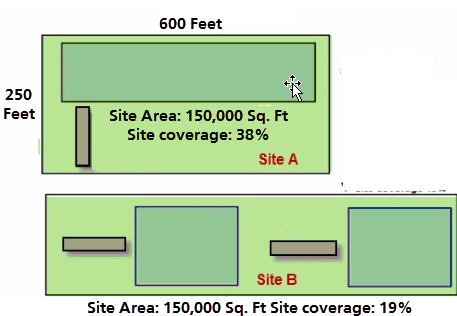 600 Feet
250
Feet
Site Area: 150,000 Sq. Ft
Site coverage: 38%
Site A
Site B
Site Area: 150,000 Sq. Ft Site coverage: 19%